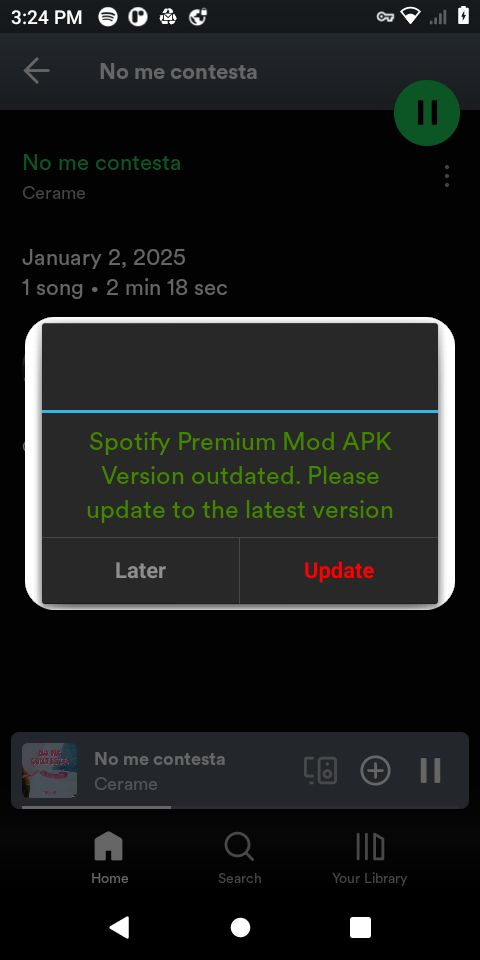 3:24 PM
No me contesta
No me contesta
Cerame
January 2, 2025
1 song • 2 min 18 sec
Spotify Premium Mod APK
Version outdated. Please
update to the latest version
Later
Update
No me contesta
Cerame
Home
Search
Your Library